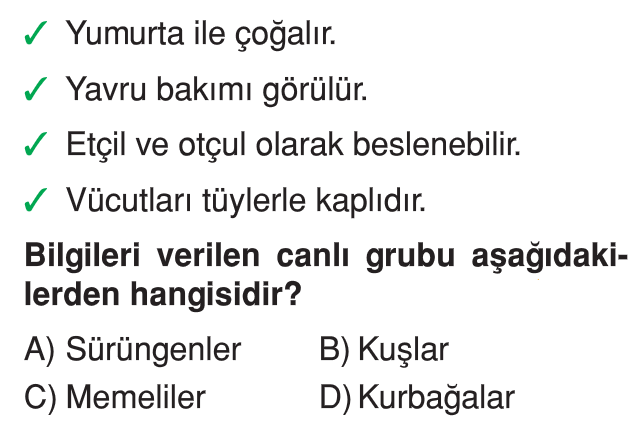 ✓ Yumurta ile çoğalır.
✓ Yavru bakımı görülür.
✓ Etçil ve otçul olarak beslenebilir.
✓ Vücutları tüylerle kaplıdır.
Bilgileri verilen canlı grubu aşağıdaki-
lerden hangisidir?
A) Sürüngenler B) Kuşlar
C) Memeliler D) Kurbağalar